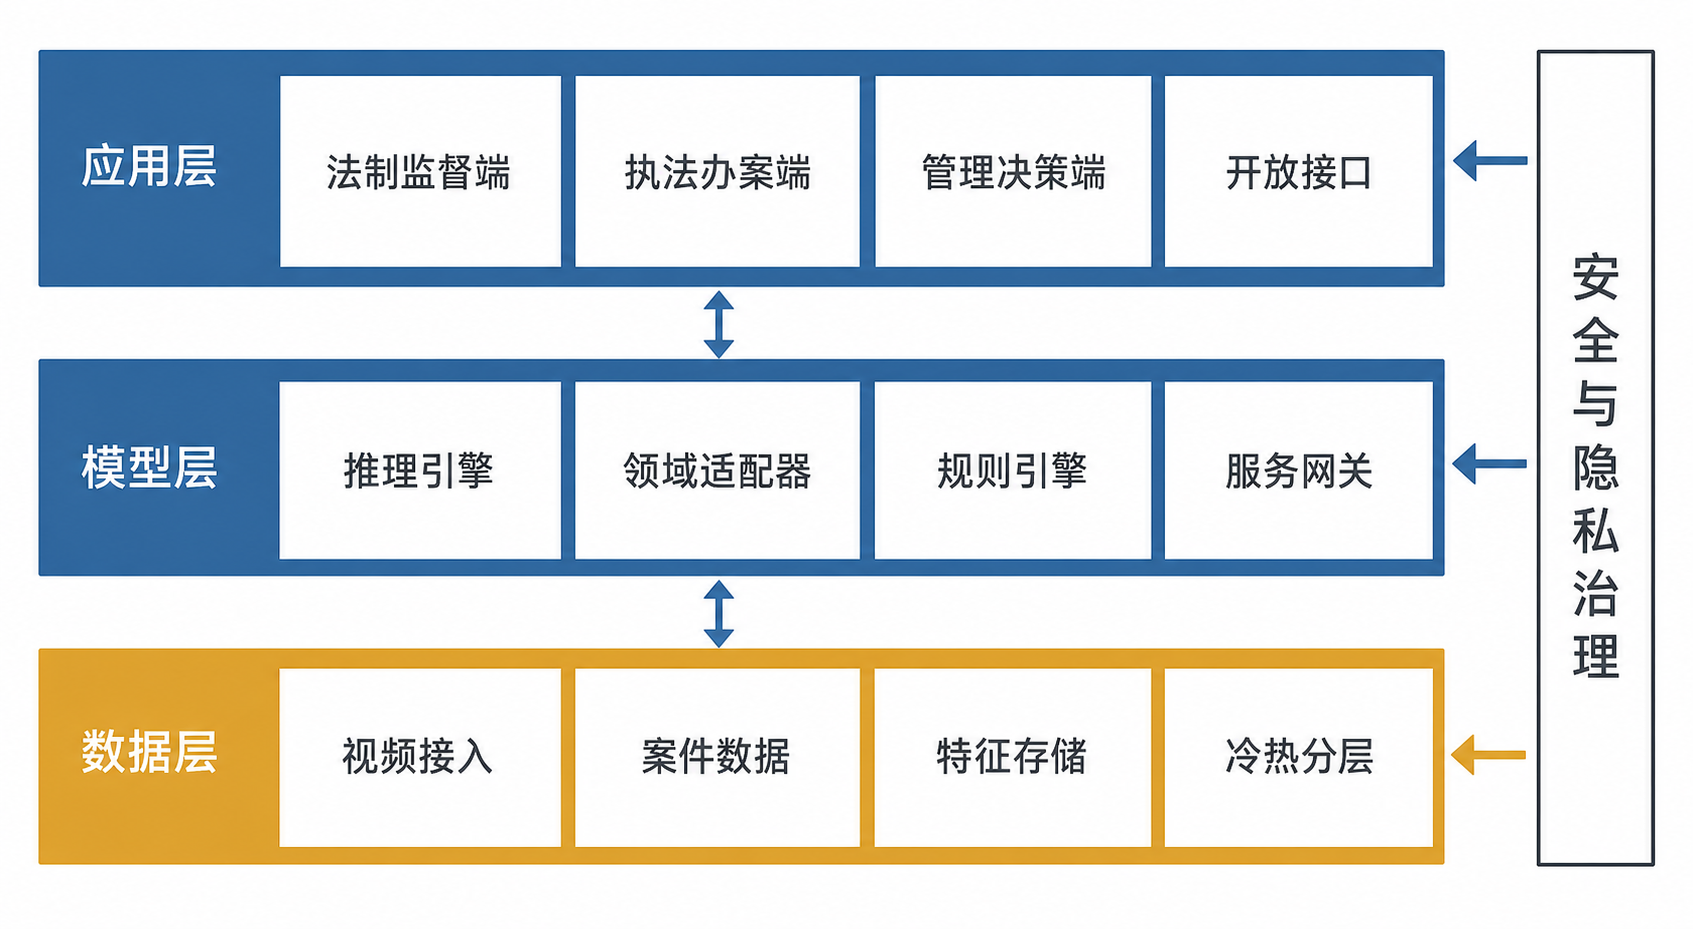 应用层
法制监督端
执法办案端
管理决策端
开放接口
模型层
推理引擎
领域适配器
规则引擎
服务网关
数据层
视频接入
案件数据
特征存储
冷热分层
安全与隐私治理